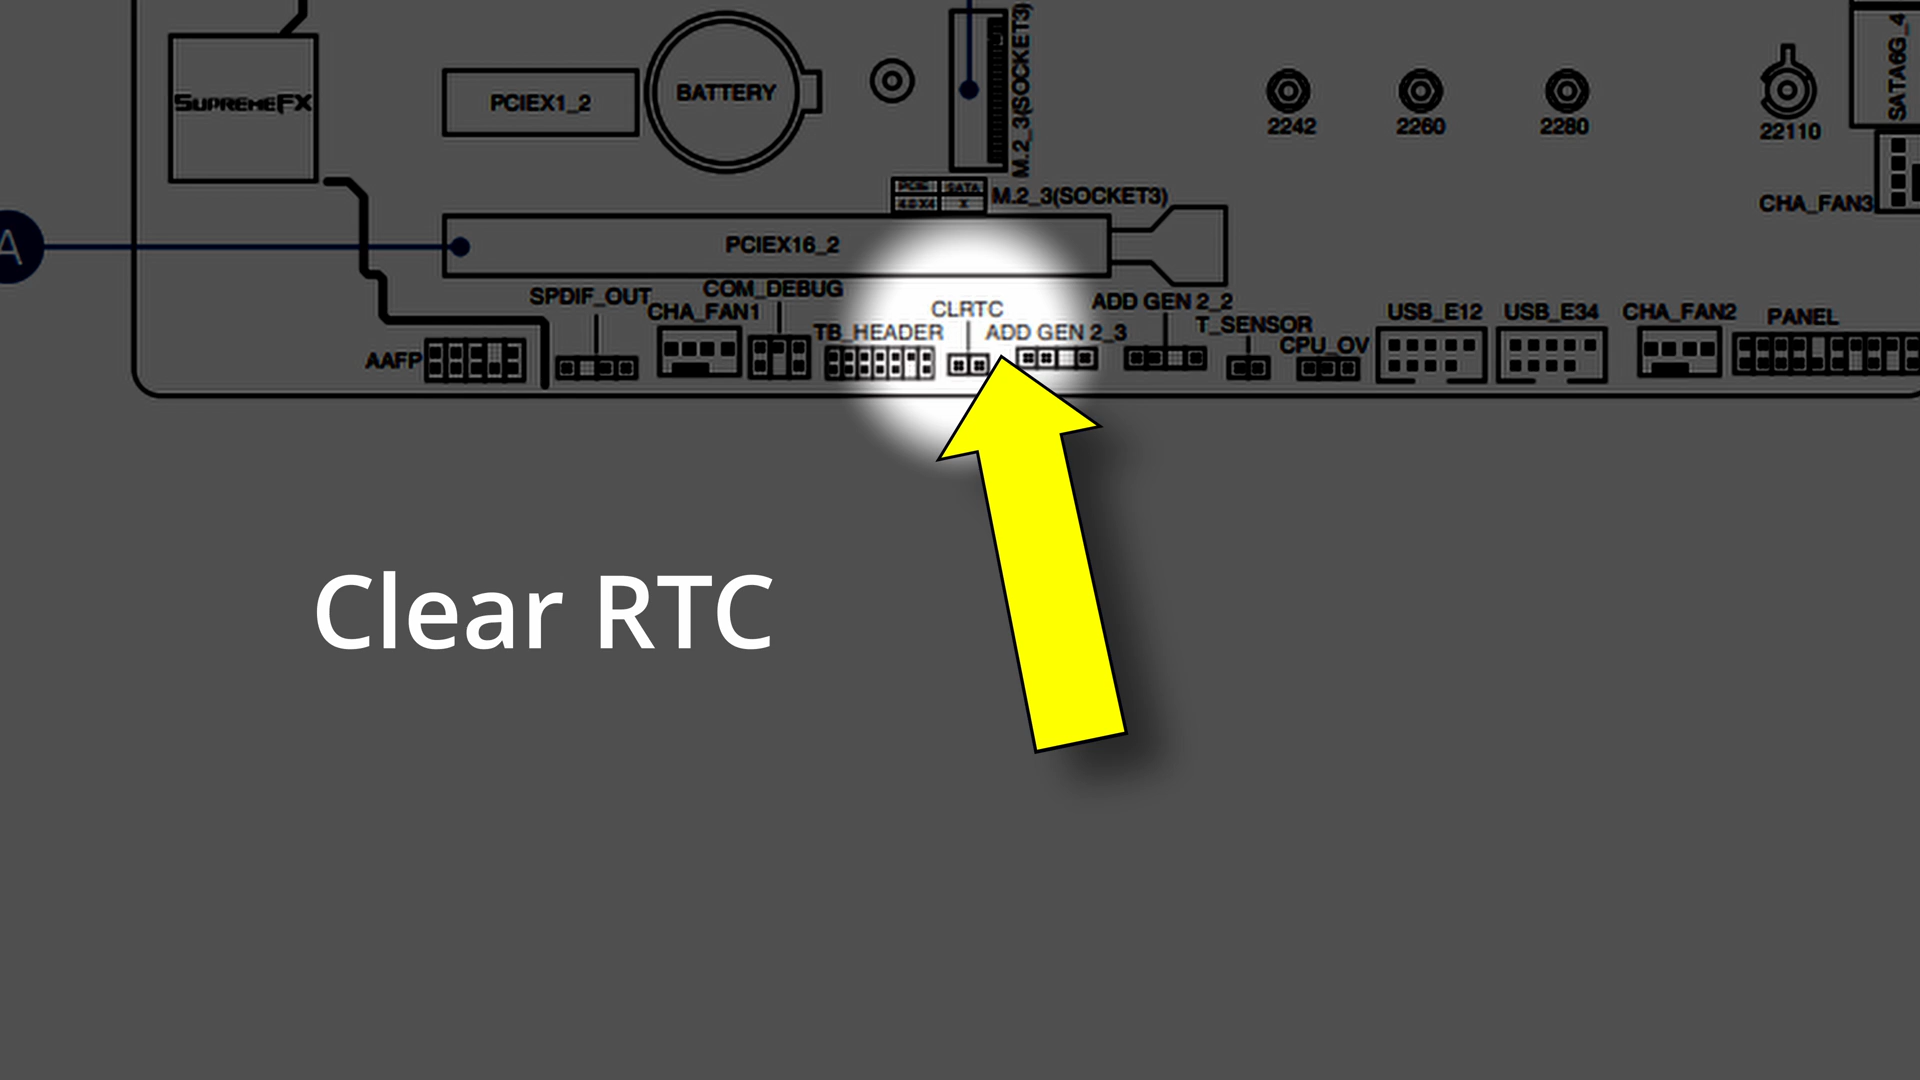 SUPREMEFX
PCIEX1_2
BATTERY
M.2_3(SOCKET3)
2242
2260
2280
22110
SATA6G_4
PCIE
SATA
4.0 X4
X
M.2_3(SOCKET3)
CHA_FAN3
A
PCIEX16_2
SPDIF_OUT
COM_DEBUG
CHA_FAN1
CLRTC
TB_HEADER
ADD GEN 2_3
ADD GEN 2_2
T_SENSOR
CPU_OV
USB_E12
USB_E34
CHA_FAN2
PANEL
AAFP
Clear RTC